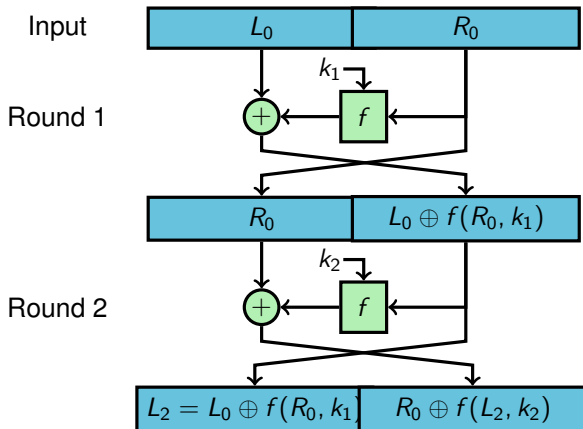 Input L₀ R₀
k₁
Round 1 + f
R₀ L₀ ⊕ f(R₀, k₁)
k₂
Round 2 + f
L₂ = L₀ ⊕ f(R₀, k₁) R₀ ⊕ f(L₂, k₂)